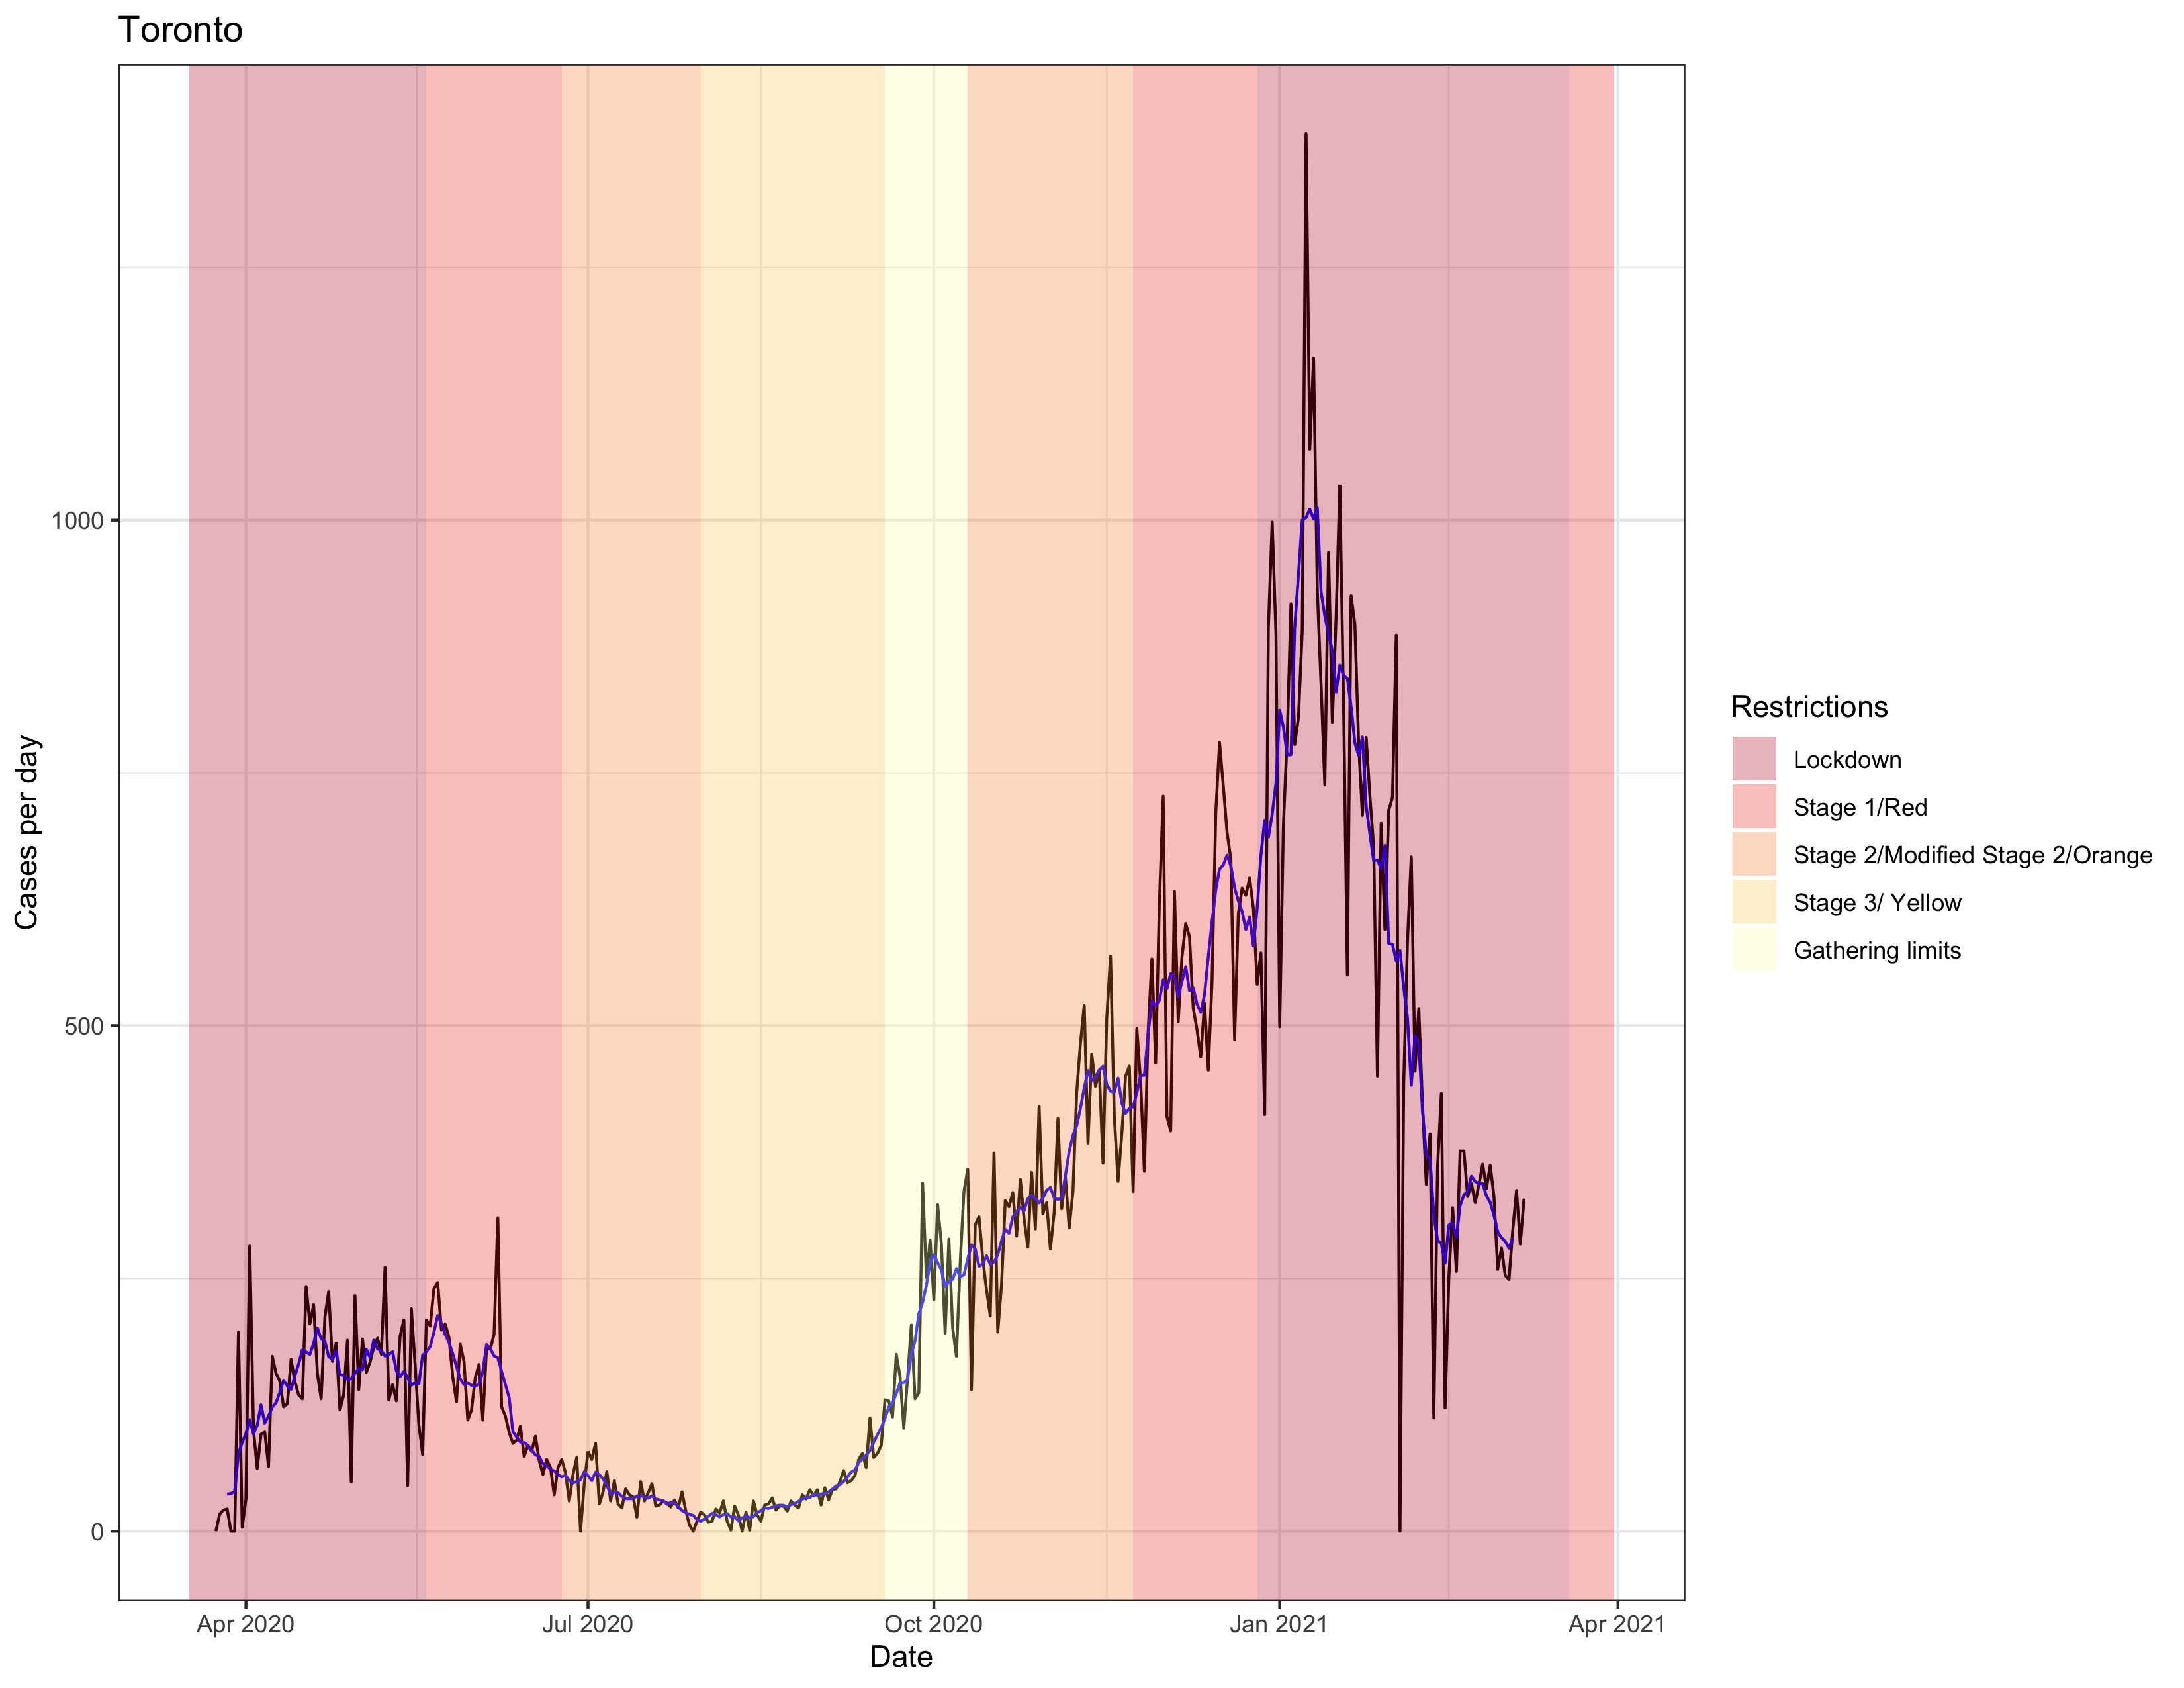 Toronto
Cases per day
1000
500
0
Apr 2020
Jul 2020
Oct 2020
Jan 2021
Apr 2021
Date
Restrictions
Lockdown
Stage 1/Red
Stage 2/Modified Stage 2/Orange
Stage 3/ Yellow
Gathering limits